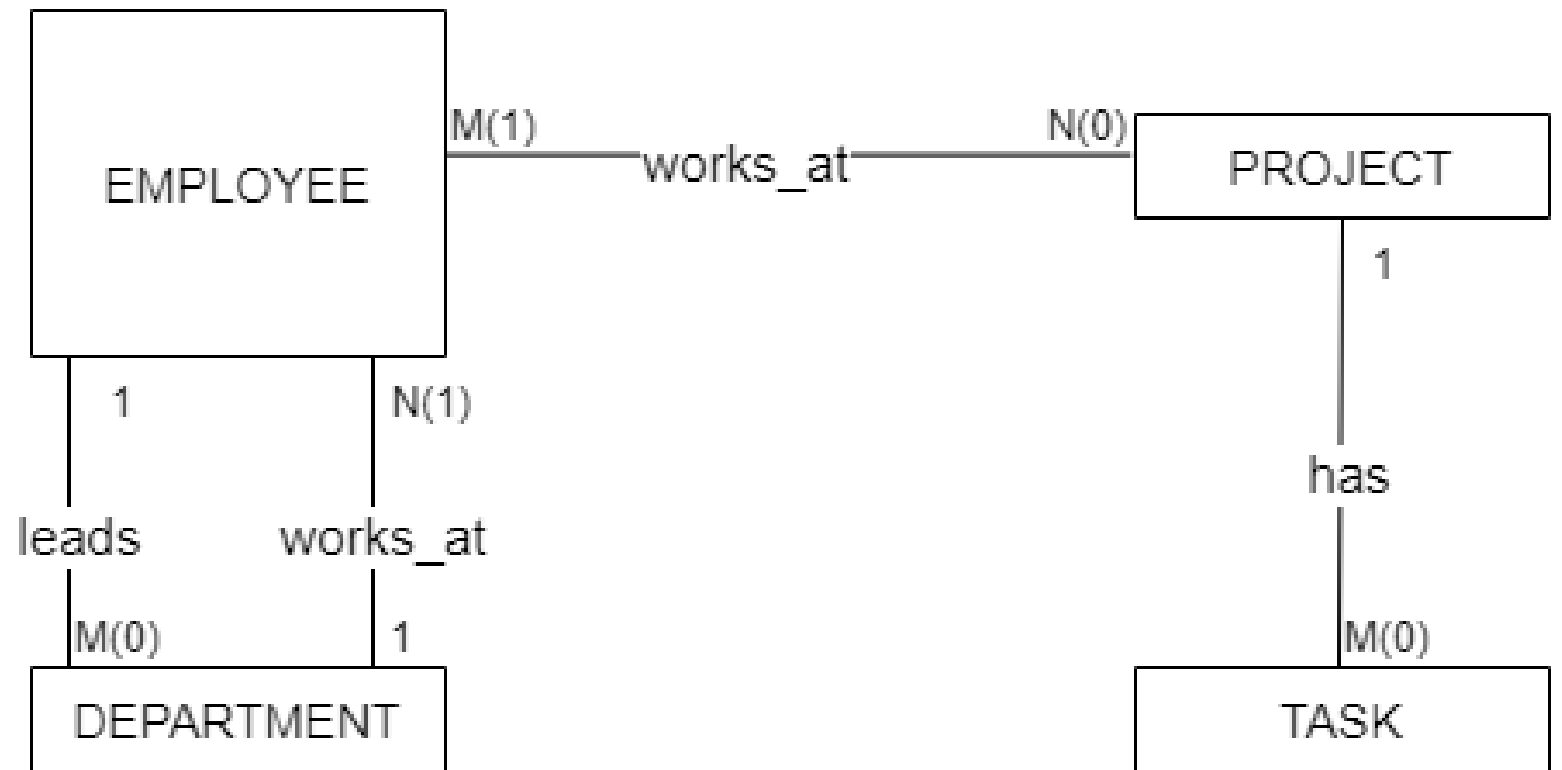 M(1)
N(0)
EMPLOYEE
works_at
PROJECT
1
1
N(1)
has
leads
works_at
M(0)
1
M(0)
DEPARTMENT
TASK